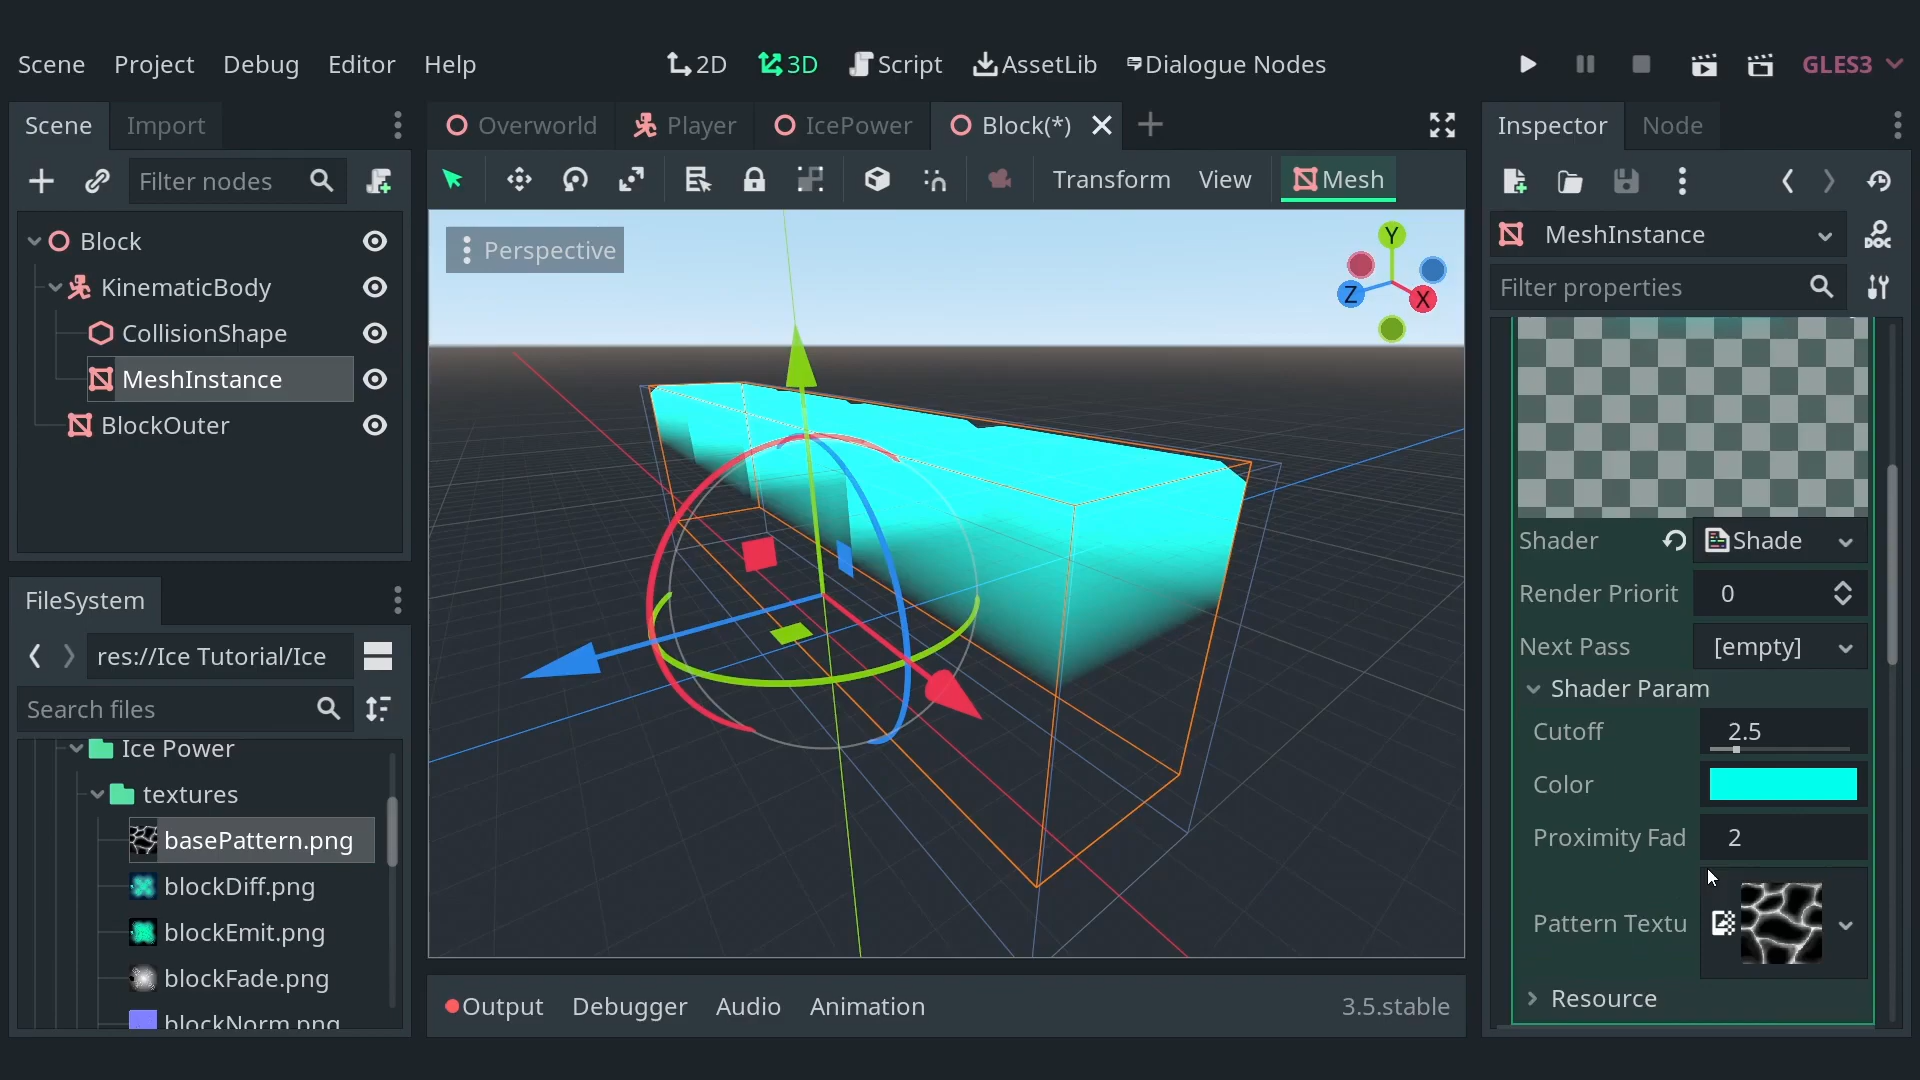 Scene Project Debug Editor Help
2D 3D Script AssetLib Dialogue Nodes
GLES3
Scene Import
Filter nodes
Block
KinematicBody
CollisionShape
MeshInstance
BlockOuter
FileSystem
res://Ice Tutorial/Ice
Search files
Ice Power
textures
basePattern.png
blockDiff.png
blockEmit.png
blockFade.png
blockNorm.png
Overworld Player IcePower Block(*)
Transform View Mesh
Perspective
Y
Z
X
Output Debugger Audio Animation 3.5.stable
Inspector Node
MeshInstance
DOC
Filter properties
Shader Shade
Render Priorit 0
Next Pass [empty]
Shader Param
Cutoff 2.5
Color
Proximity Fad 2
Pattern Textu
Resource